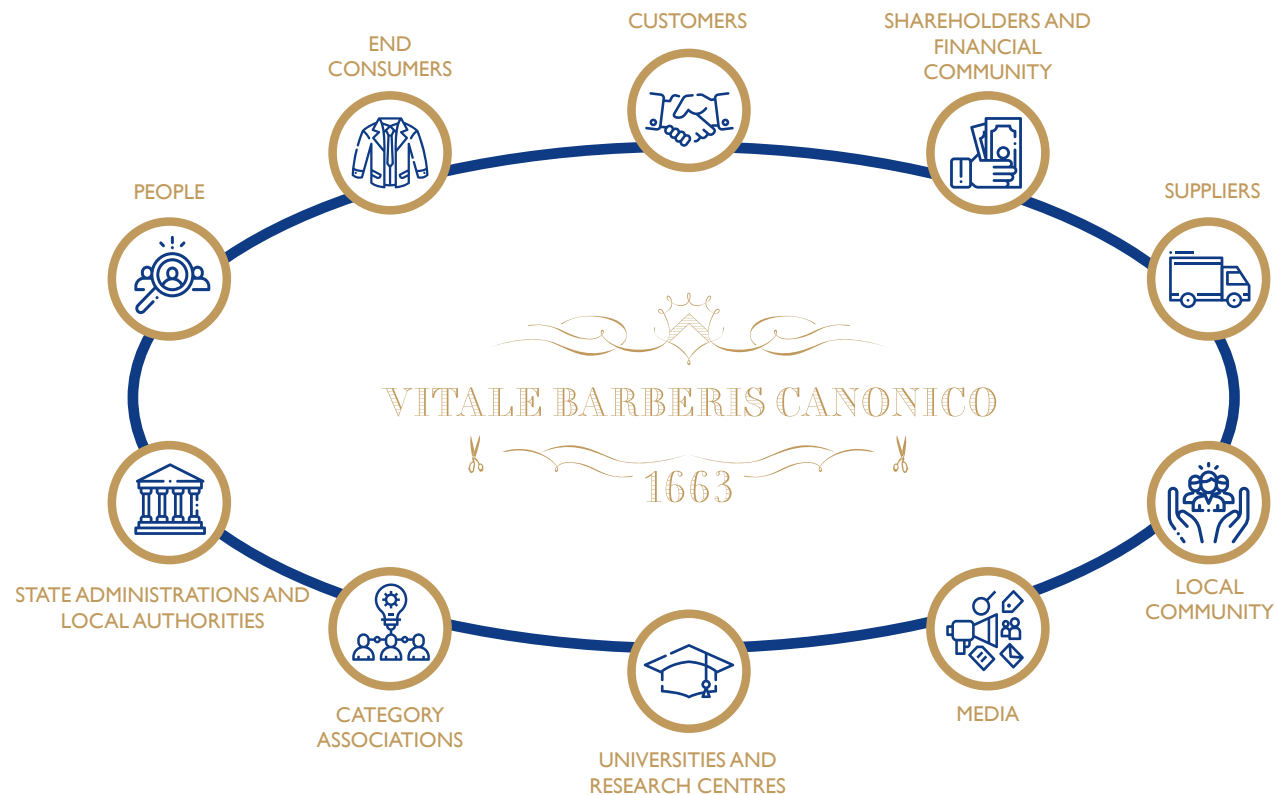 CUSTOMERS
SHAREHOLDERS AND
FINANCIAL
COMMUNITY
END
CONSUMERS
PEOPLE
SUPPLIERS
VITALE BARBERIS CANONICO
1663
STATE ADMINISTRATIONS AND
LOCAL AUTHORITIES
LOCAL
COMMUNITY
CATEGORY
ASSOCIATIONS
MEDIA
UNIVERSITIES AND
RESEARCH CENTRES